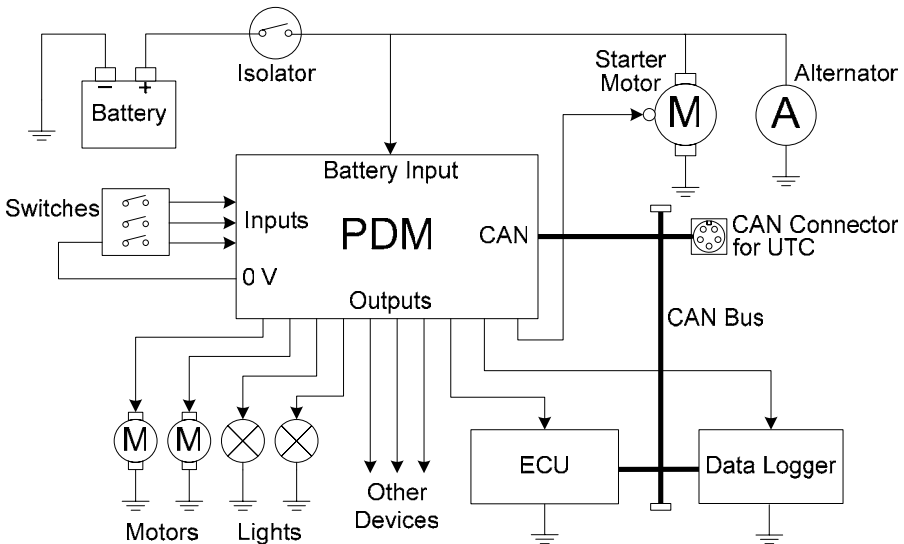 Isolator
Starter
Motor
Alternator
− +
Battery
M
A
Battery Input
Switches
Inputs
PDM
CAN
CAN Connector
for UTC
0 V
Outputs
CAN Bus
M
M
ECU
Data Logger
Other
Devices
Motors
Lights